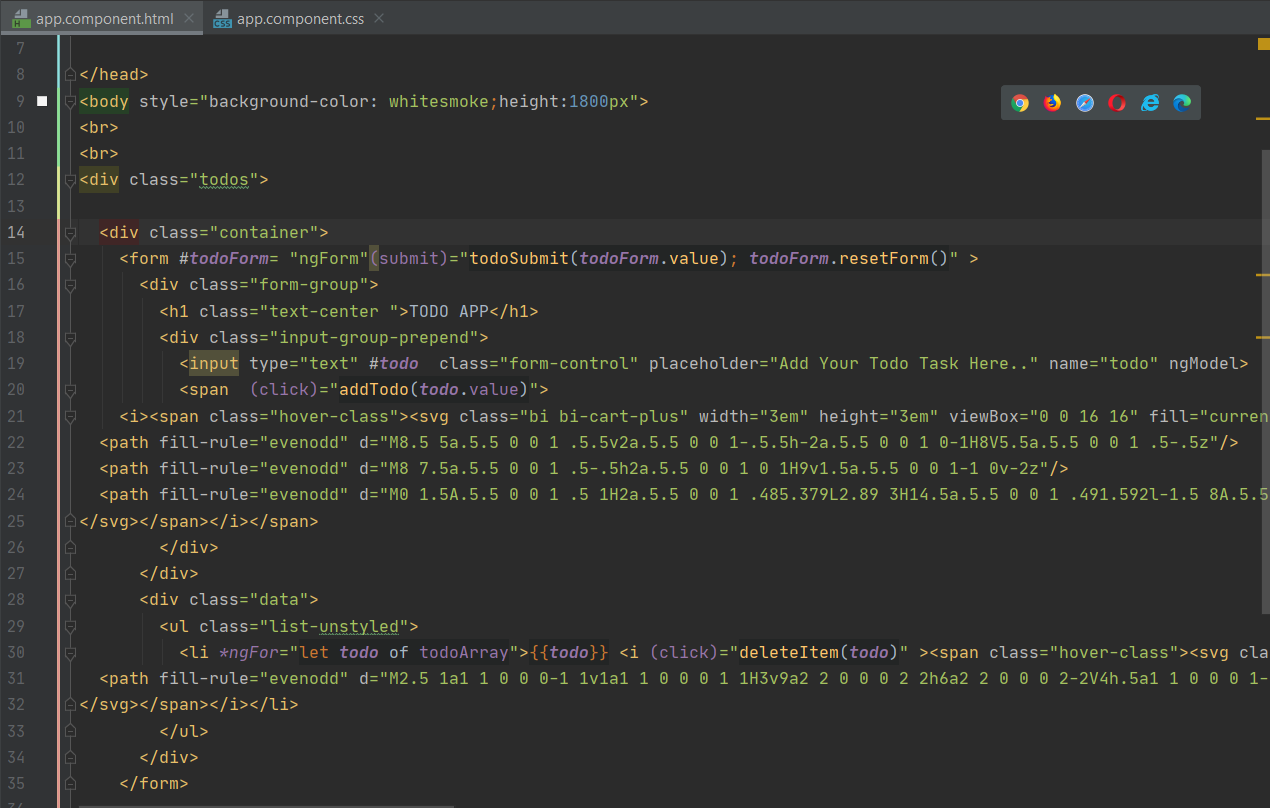 app.component.html
app.component.css
7
8 </head>
9 <body style="background-color: whitesmoke;height:1800px">
10 <br>
11 <br>
12 <div class="todos">
13
14 <div class="container">
15 <form #todoForm= "ngForm"(submit)="todoSubmit(todoForm.value); todoForm.resetForm()" >
16 <div class="form-group">
17 <h1 class="text-center ">TODO APP</h1>
18 <div class="input-group-prepend">
19 <input type="text" #todo  class="form-control" placeholder="Add Your Todo Task Here.." name="todo" ngModel>
20 <span  (click)="addTodo(todo.value)">
21 <i><span class="hover-class"><svg class="bi bi-cart-plus" width="3em" height="3em" viewBox="0 0 16 16" fill="curren
22 <path fill-rule="evenodd" d="M8.5 5a.5.5 0 0 1 .5.5v2a.5.5 0 0 1-.5.5h-2a.5.5 0 0 1 0-1H8V5.5a.5.5 0 0 1 .5-.5z"/>
23 <path fill-rule="evenodd" d="M8 7.5a.5.5 0 0 1 .5-.5h2a.5.5 0 0 1 0 1H9v1.5a.5.5 0 0 1-1 0v-2z"/>
24 <path fill-rule="evenodd" d="M0 1.5A.5.5 0 0 1 .5 1H2a.5.5 0 0 1 .485.379L2.89 3H14.5a.5.5 0 0 1 .491.592l-1.5 8A.5.5
25 </svg></span></i></span>
26 </div>
27 </div>
28 <div class="data">
29 <ul class="list-unstyled">
30 <li *ngFor="let todo of todoArray">{{todo}} <i (click)="deleteItem(todo)" ><span class="hover-class"><svg cla
31 <path fill-rule="evenodd" d="M2.5 1a1 1 0 0 0-1 1v1a1 1 0 0 0 1 1H3v9a2 2 0 0 0 2 2h6a2 2 0 0 0 2-2V4h.5a1 1 0 0 0 1-
32 </svg></span></i></li>
33 </ul>
34 </div>
35 </form>